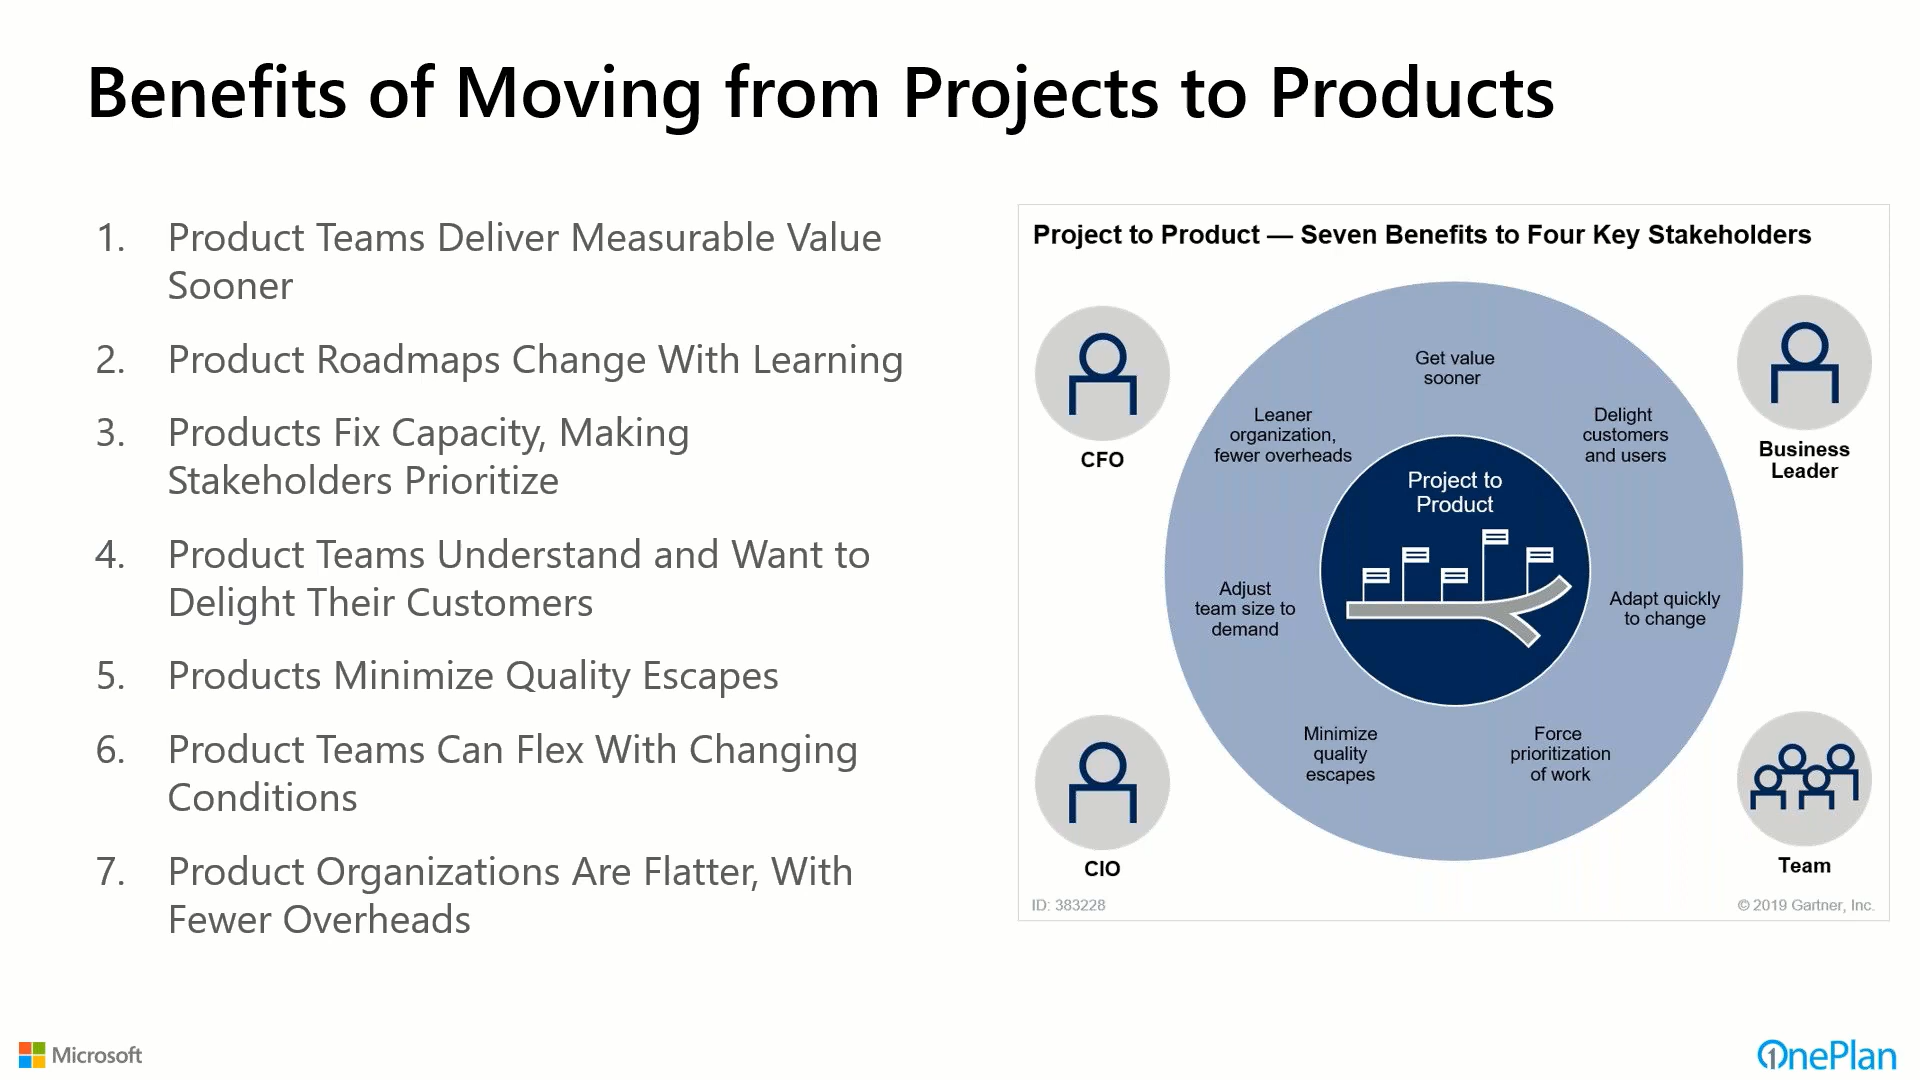 Benefits of Moving from Projects to Products
1. Product Teams Deliver Measurable Value
Sooner
2. Product Roadmaps Change With Learning
3. Products Fix Capacity, Making
Stakeholders Prioritize
4. Product Teams Understand and Want to
Delight Their Customers
5. Products Minimize Quality Escapes
6. Product Teams Can Flex With Changing
Conditions
7. Product Organizations Are Flatter, With
Fewer Overheads
Project to Product — Seven Benefits to Four Key Stakeholders
CFO
Business
Leader
Get value
sooner
Leaner
organization,
fewer overheads
Delight
customers
and users
Project to
Product
Adjust
team size to
demand
Adapt quickly
to change
Minimize
quality
escapes
Force
prioritization
of work
CIO
Team
ID: 383228
© 2019 Gartner, Inc.
Microsoft
OnePlan